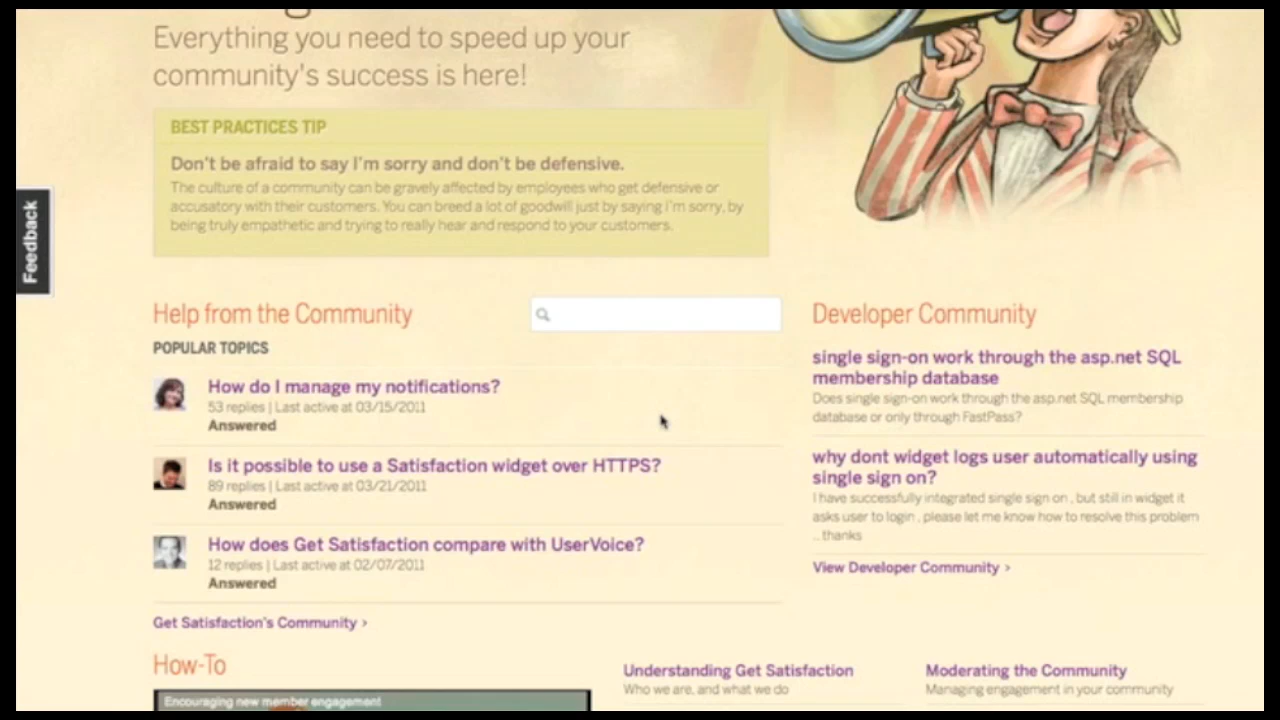 Everything you need to speed up your
community's success is here!
BEST PRACTICES TIP
Don't be afraid to say I'm sorry and don't be defensive.
The culture of a community can be gravely affected by employees who get defensive or
accusatory with their customers. You can breed a lot of goodwill just by saying i'm sorry, by
being truly empathetic and trying to really hear and respond to your customers.
Feedback
Help from the Community
POPULAR TOPICS
How do I manage my notifications?
53 replies | Last active at 03/15/2011
Answered
Is it possible to use a Satisfaction widget over HTTPS?
89 replies | Last active at 03/21/2011
Answered
How does Get Satisfaction compare with UserVoice?
12 replies | Last active at 02/07/2011
Answered
Get Satisfaction's Community >
Developer Community
single sign-on work through the asp.net SQL
membership database
Does single sign-on work through the asp.net SQL membership
database or only through FastPass?
why dont widget logs user automatically using
single sign on?
I have successfully integrated single sign on , but still in widget it
asks user to login , please let me know how to resolve this problem
.. thanks
View Developer Community >
How-To
Encouraging new member engagement
Understanding Get Satisfaction
Who we are, and what we do
Moderating the Community
Managing engagement in your community